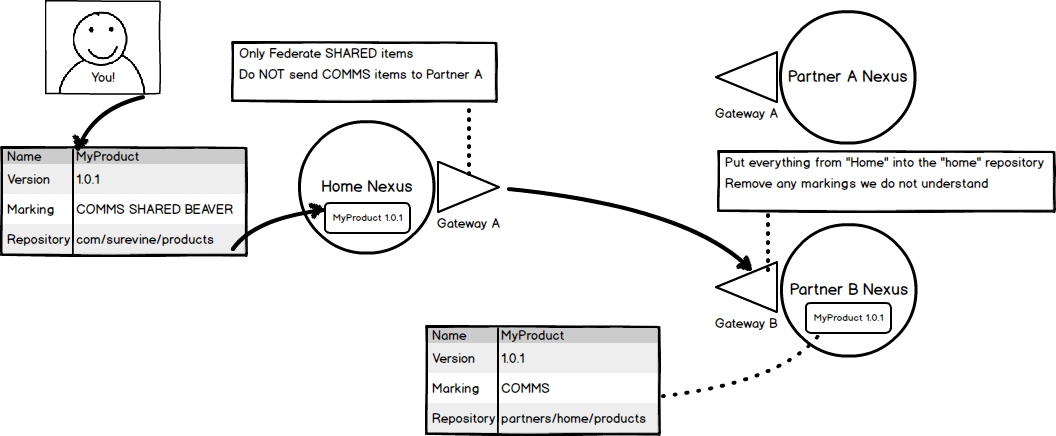 You!
Only Federate SHARED items
Do NOT send COMMS items to Partner A
Partner A Nexus
Gateway A
Name MyProduct
Version 1.0.1
Marking COMMS SHARED BEAVER
Repository com/surevine/products
Home Nexus
MyProduct 1.0.1
Gateway A
Put everything from "Home" into the "home" repository
Remove any markings we do not understand
Partner B Nexus
MyProduct 1.0.1
Gateway B
Name MyProduct
Version 1.0.1
Marking COMMS
Repository partners/home/products